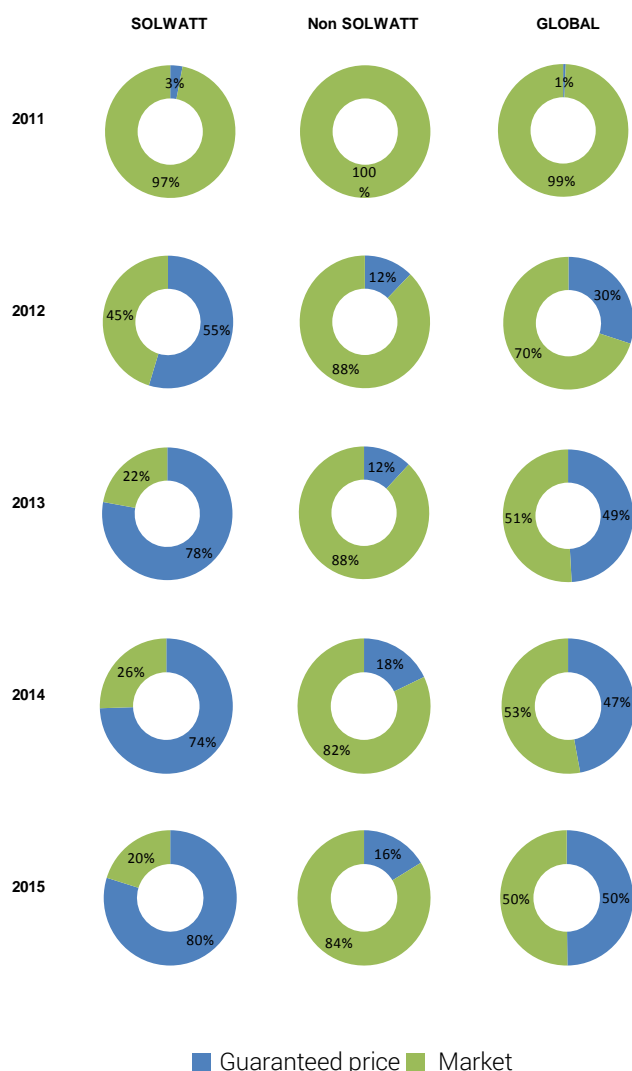 SOLWATT Non SOLWATT GLOBAL
3% 1%
2011
97% 100 99%
%
12% 30%
2012 45% 55%
70%
88%
12%
22%
2013 51% 49%
78% 88%
18%
26%
2014 53% 47%
74% 82%
20% 16%
2015 50% 50%
80% 84%
Guaranteed price Market